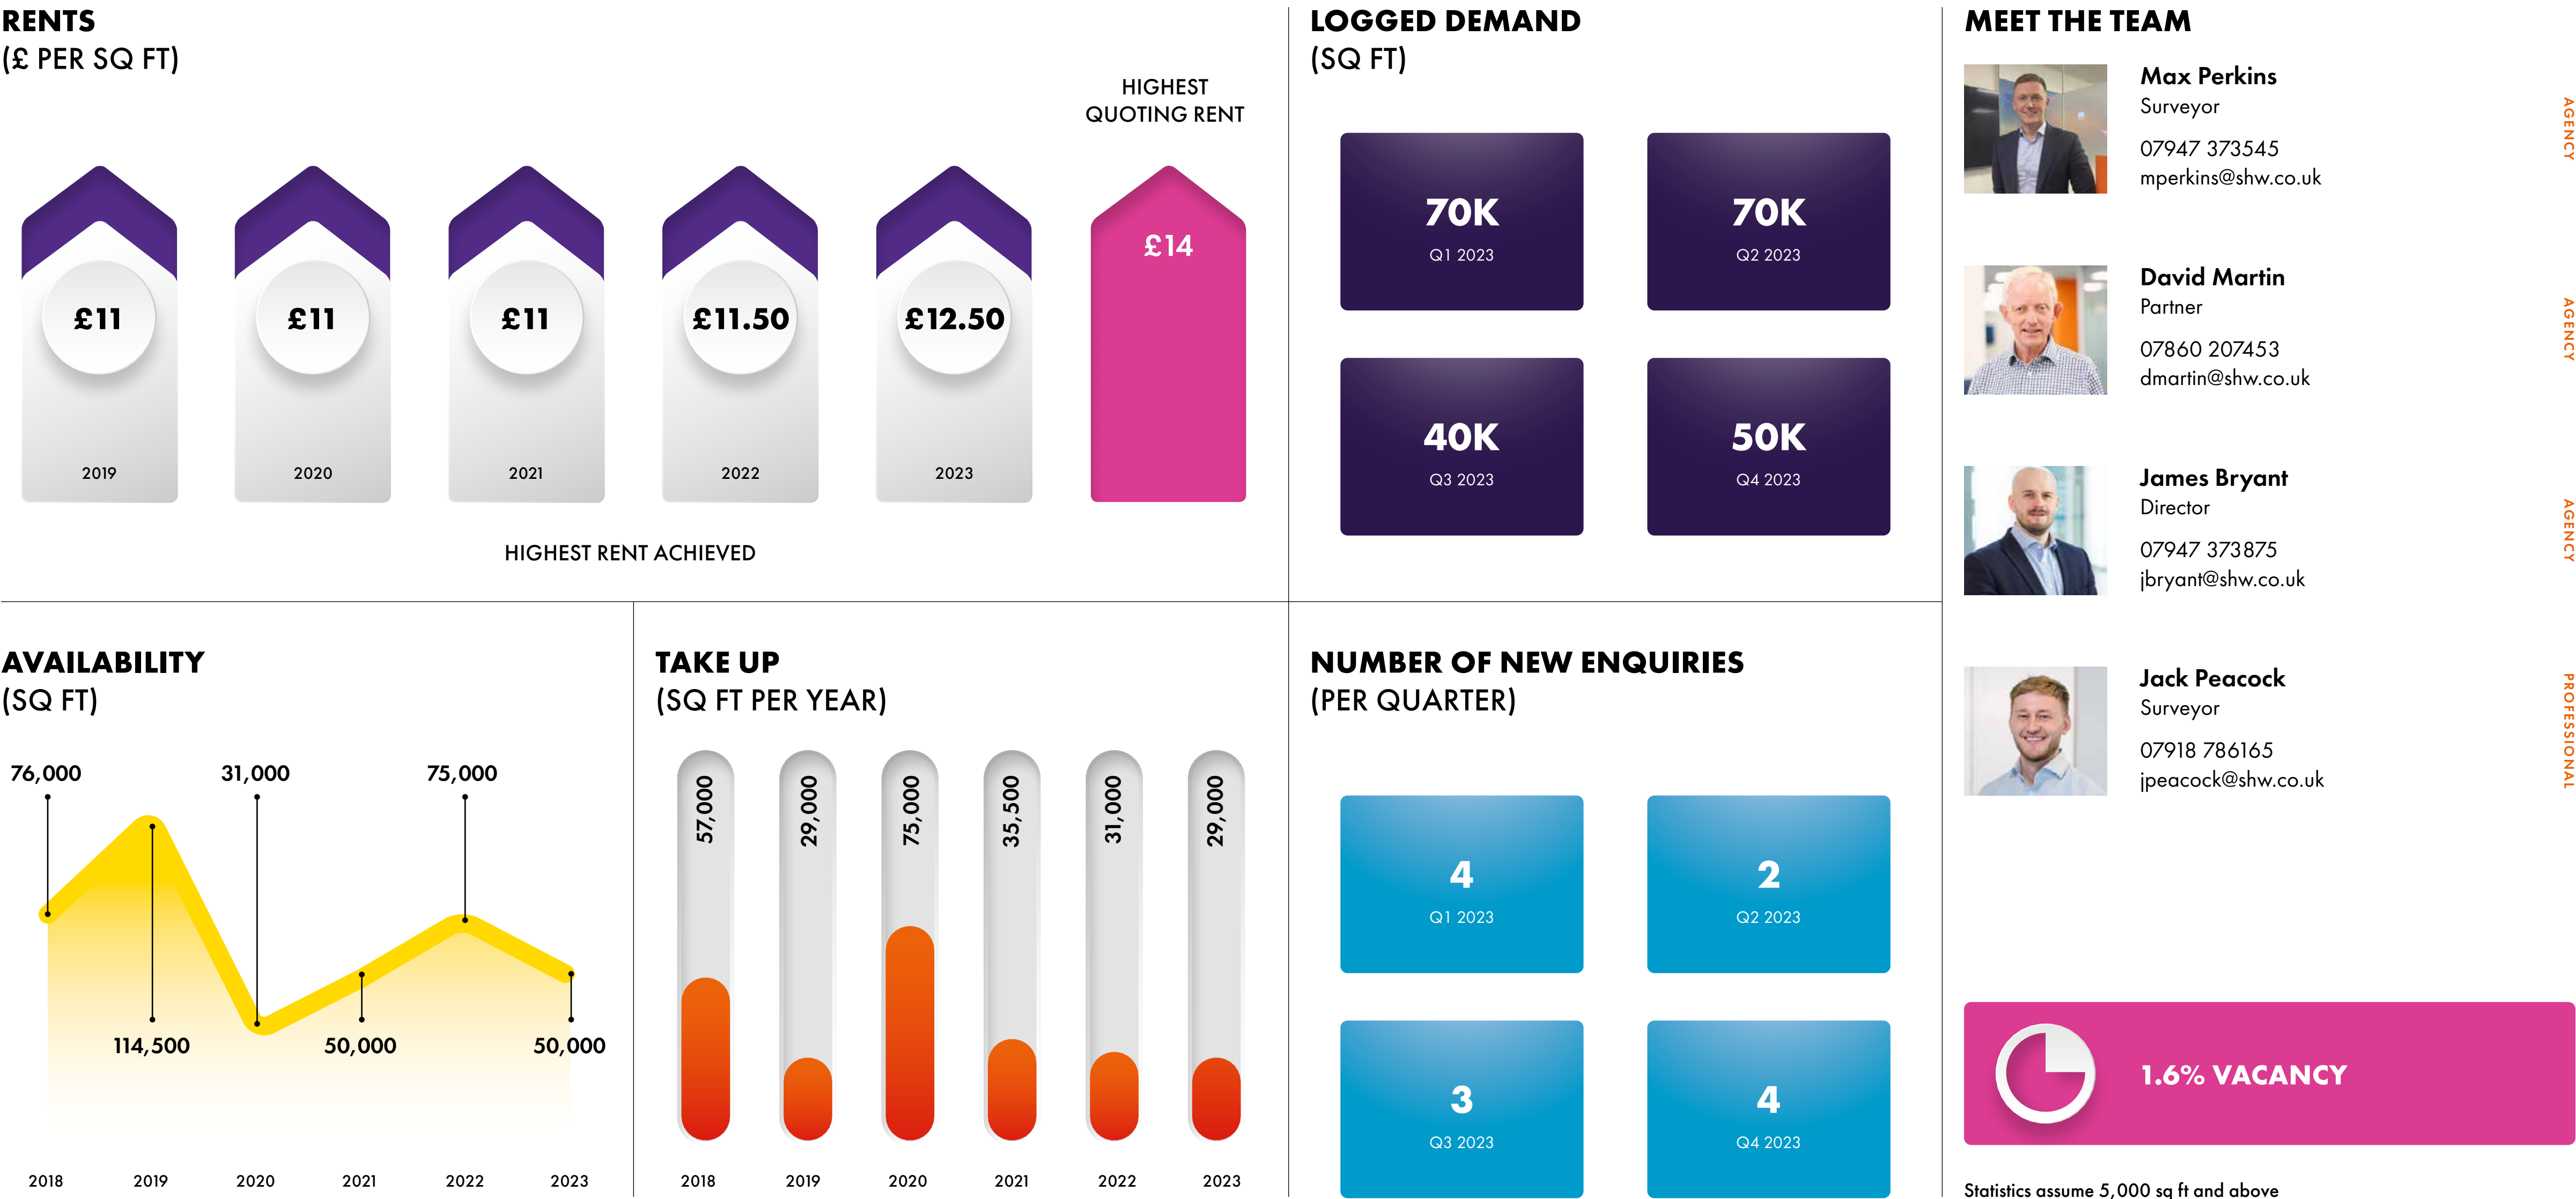 RENTS
(£ PER SQ FT)
HIGHEST
QUOTING RENT
£11
£11
£11
£11.50
£12.50
£14
2019
2020
2021
2022
2023
HIGHEST RENT ACHIEVED
LOGGED DEMAND
(SQ FT)
70K
Q1 2023
70K
Q2 2023
40K
Q3 2023
50K
Q4 2023
AVAILABILITY
(SQ FT)
76,000
31,000
75,000
114,500
50,000
50,000
2018
2019
2020
2021
2022
2023
TAKE UP
(SQ FT PER YEAR)
57,000
29,000
75,000
35,500
31,000
29,000
2018
2019
2020
2021
2022
2023
NUMBER OF NEW ENQUIRIES
(PER QUARTER)
4
Q1 2023
2
Q2 2023
3
Q3 2023
4
Q4 2023
MEET THE TEAM
Max Perkins
Surveyor
07947 373545
mperkins@shw.co.uk
AGENCY
David Martin
Partner
07860 207453
dmartin@shw.co.uk
AGENCY
James Bryant
Director
07947 373875
jbryant@shw.co.uk
AGENCY
Jack Peacock
Surveyor
07918 786165
jpeacock@shw.co.uk
PROFESSIONAL
1.6% VACANCY
Statistics assume 5,000 sq ft and above